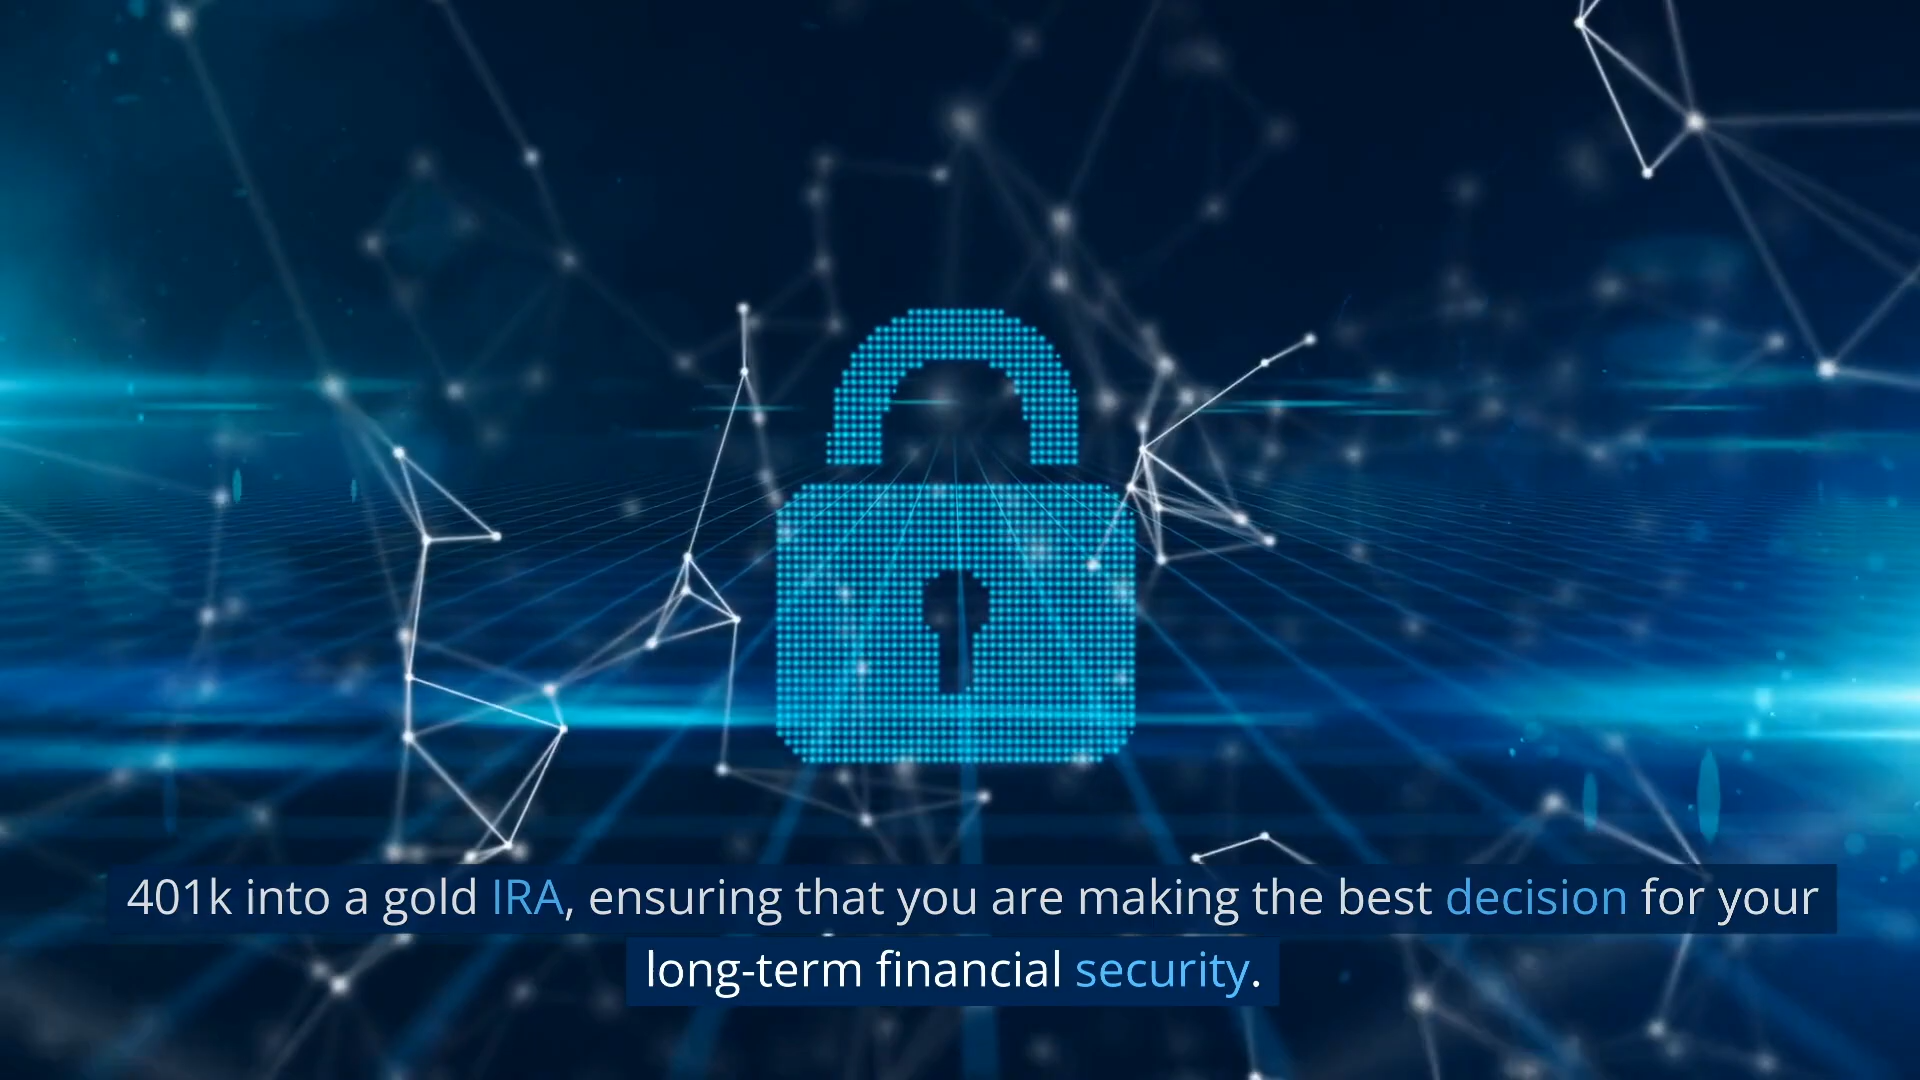 401k into a gold IRA, ensuring that you are making the best decision for your
long-term financial security.